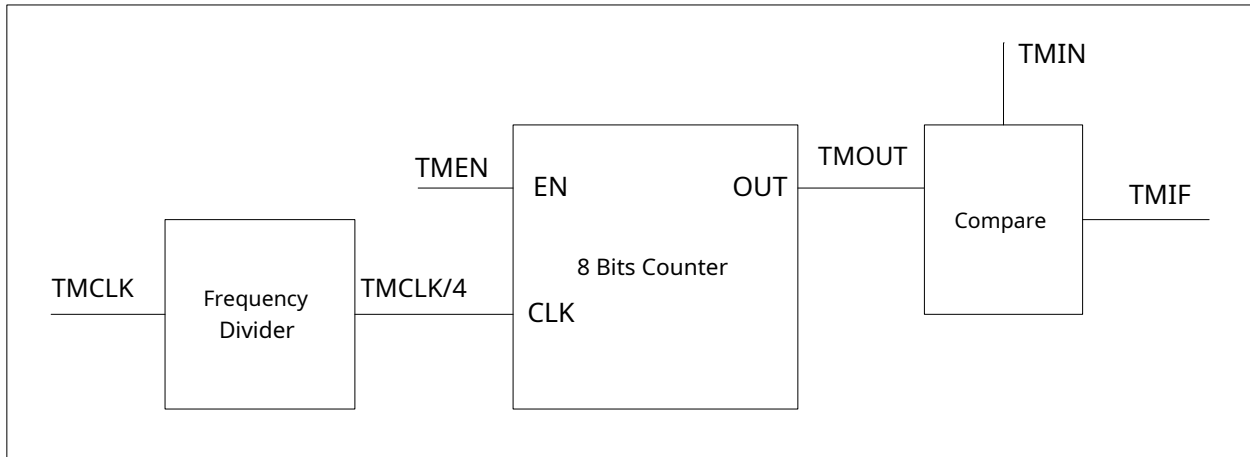 TMIN
TMEN
EN
OUT
TMOUT
Compare
TMIF
TMCLK
Frequency
Divider
TMCLK/4
8 Bits Counter
CLK